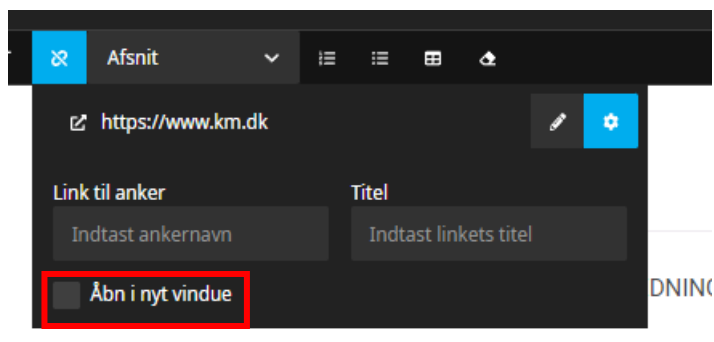 Afsnit
https://www.km.dk
Link til anker
Titel
Indtast ankernavn
Indtast linkets titel
Åbn i nyt vindue